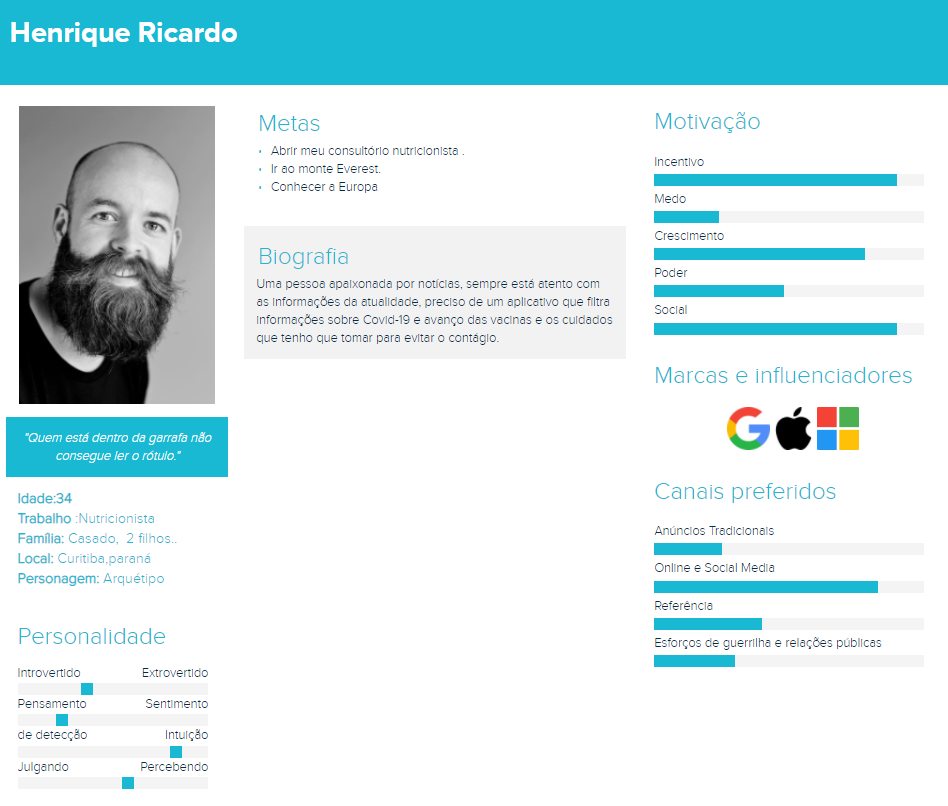 Henrique Ricardo
"Quem está dentro da garrafa não
consegue ler o rótulo."
Idade:34
Trabalho :Nutricionista
Família: Casado,  2 filhos..
Local: Curitiba,paraná
Personagem: Arquétipo
Personalidade
Introvertido Extrovertido
Pensamento Sentimento
de detecção Intuição
Julgando Percebendo
Metas
• Abrir meu consultório nutricionista .
• Ir ao monte Everest.
• Conhecer a Europa
Biografia
Uma pessoa apaixonada por notícias, sempre está atento com
as informações da atualidade, preciso de um aplicativo que filtra
informações sobre Covid-19 e avanço das vacinas e os cuidados
que tenho que tomar para evitar o contágio.
Motivação
Incentivo
Medo
Crescimento
Poder
Social
Marcas e influenciadores
Canais preferidos
Anúncios Tradicionais
Online e Social Media
Referência
Esforços de guerrilha e relações públicas